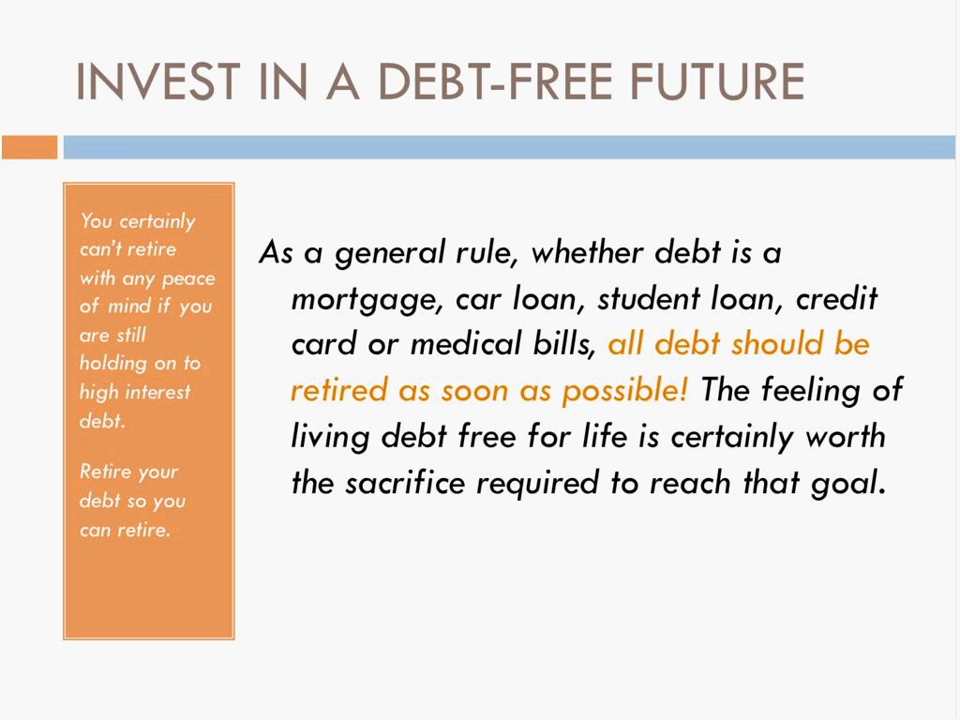 INVEST IN A DEBT-FREE FUTURE
You certainly
can't retire
with any peace
of mind if you
are still
holding on to
high interest
debt.
Retire your
debt so you
can retire.
As a general rule, whether debt is a
mortgage, car loan, student loan, credit
card or medical bills, all debt should be
retired as soon as possible! The feeling of
living debt free for life is certainly worth
the sacrifice required to reach that goal.